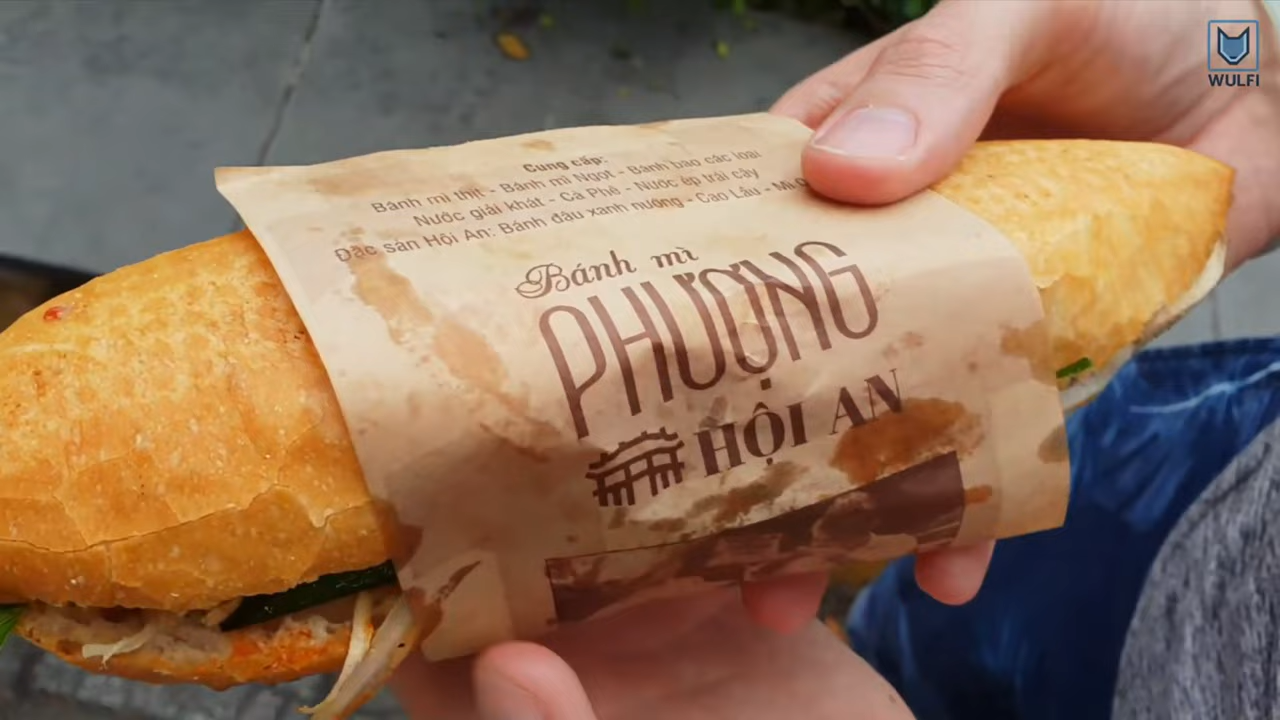 WULFI
Cung cấp:
Bánh mì thịt - Bánh mì Ngọt - Bánh bao các loại
Nước giải khát - Cà Phê - Nước ép trái cây
Đặc sản Hội An: Bánh đậu xanh nướng - Cao Lầu - Mì
Bánh mì
PHƯỢNG
HỘI AN